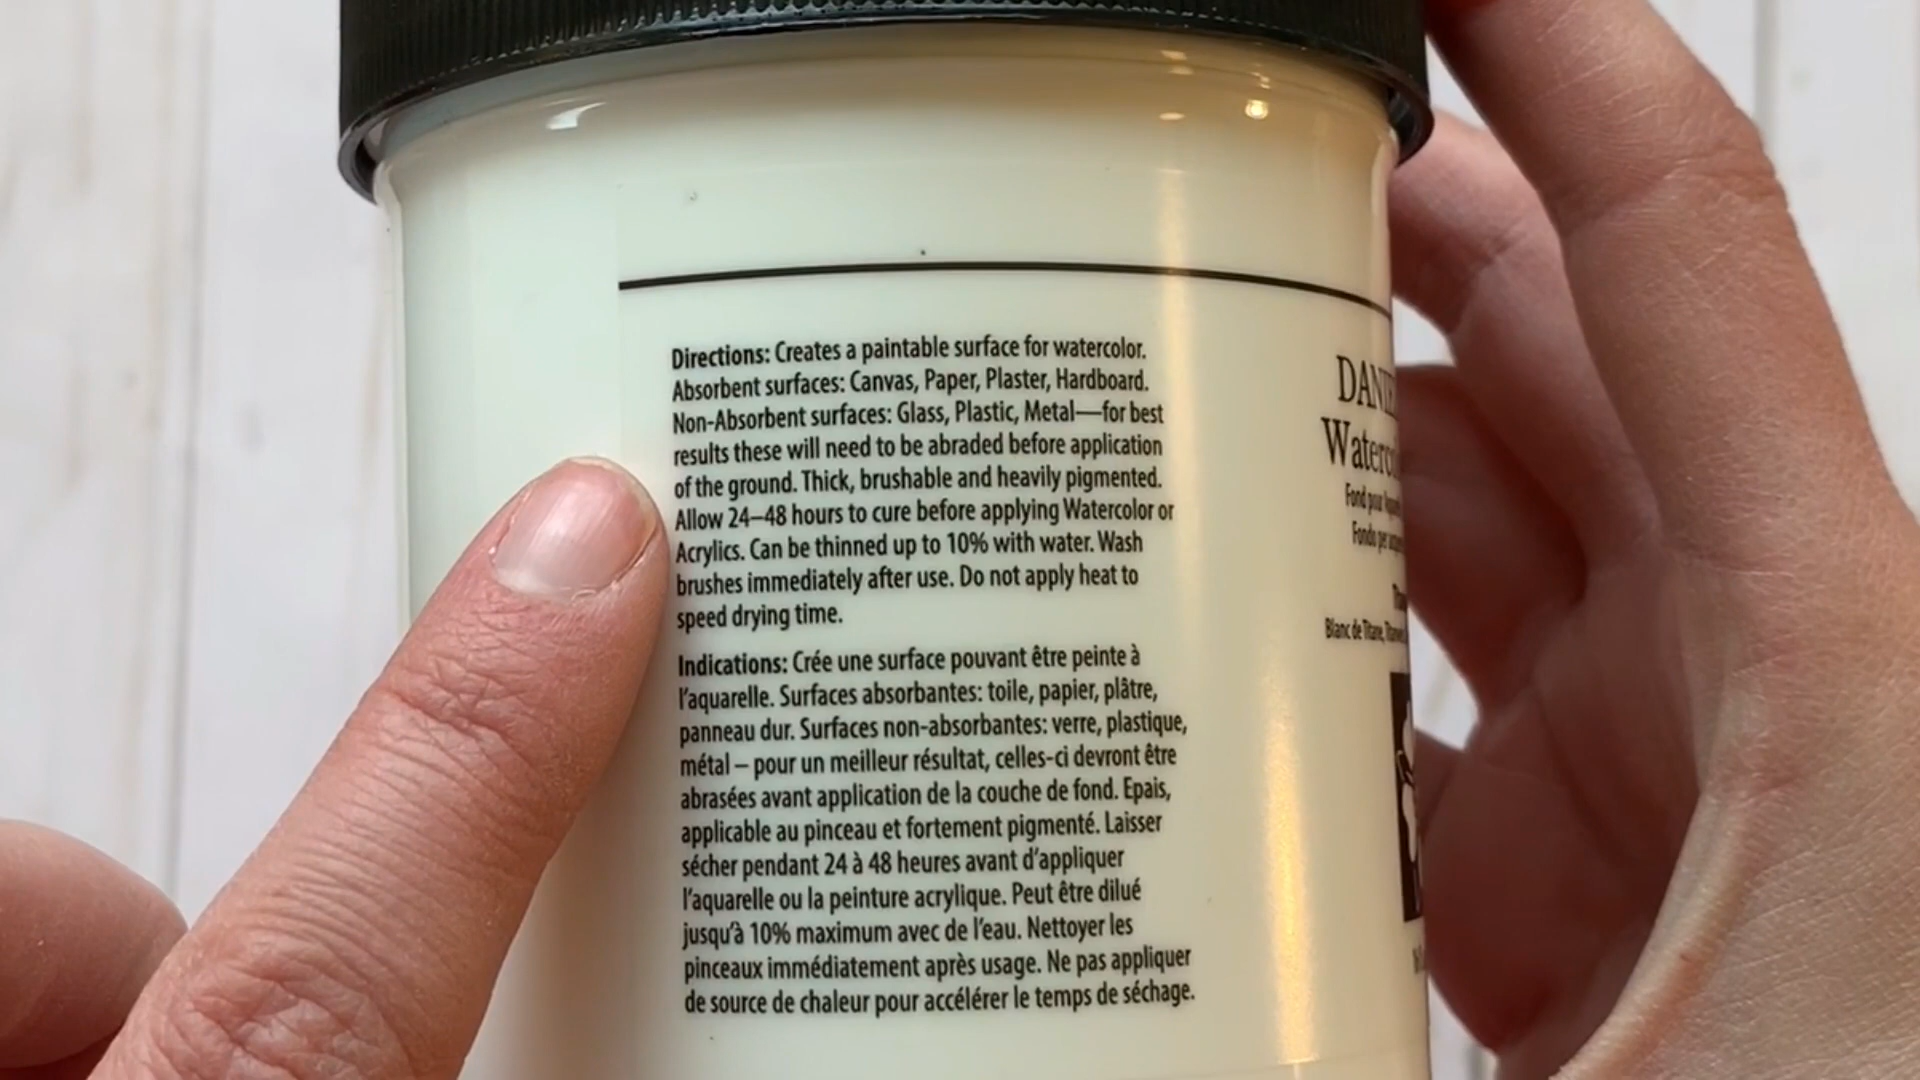 Directions: Creates a paintable surface for watercolor.
Absorbent surfaces: Canvas, Paper, Plaster, Hardboard.
Non-Absorbent surfaces: Glass, Plastic, Metal—for best
results these will need to be abraded before application
of the ground. Thick, brushable and heavily pigmented.
Allow 24–48 hours to cure before applying Watercolor or
Acrylics. Can be thinned up to 10% with water. Wash
brushes immediately after use. Do not apply heat to
speed drying time.
Indications: Crée une surface pouvant être peinte à
l'aquarelle. Surfaces absorbantes: toile, papier, plâtre,
panneau dur. Surfaces non-absorbantes: verre, plastique,
métal – pour un meilleur résultat, celles-ci devront être
abrasées avant application de la couche de fond. Epais,
applicable au pinceau et fortement pigmenté. Laisser
sécher pendant 24 à 48 heures avant d'appliquer
l'aquarelle ou la peinture acrylique. Peut être dilué
jusqu'à 10% maximum avec de l'eau. Nettoyer les
pinceaux immédiatement après usage. Ne pas appliquer
de source de chaleur pour accélérer le temps de séchage.
Fond pour
Fondo per
Blanc de Titane,